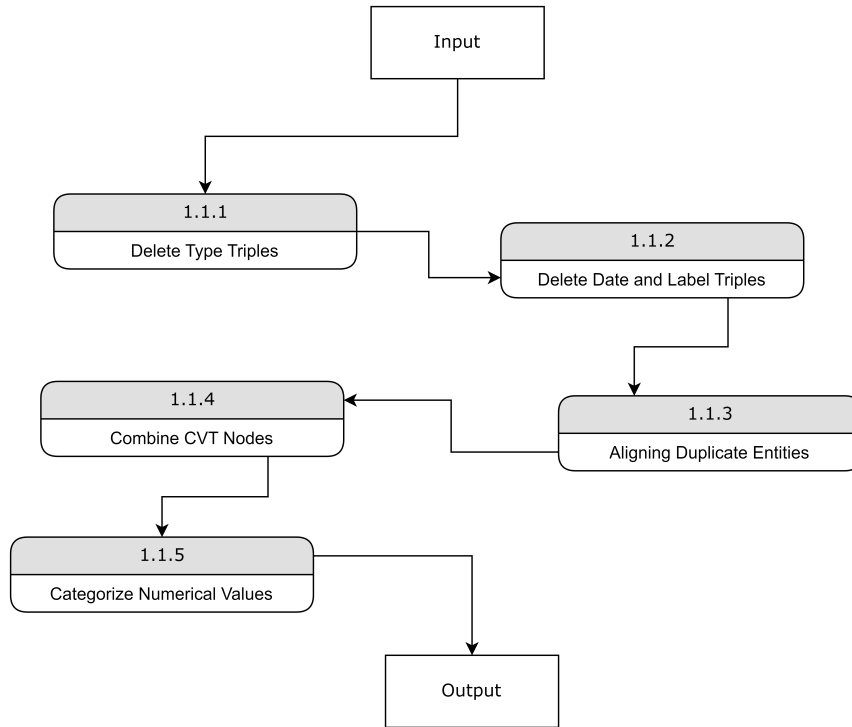 Input
1.1.1
Delete Type Triples
1.1.2
Delete Date and Label Triples
1.1.3
Aligning Duplicate Entities
1.1.4
Combine CVT Nodes
1.1.5
Categorize Numerical Values
Output